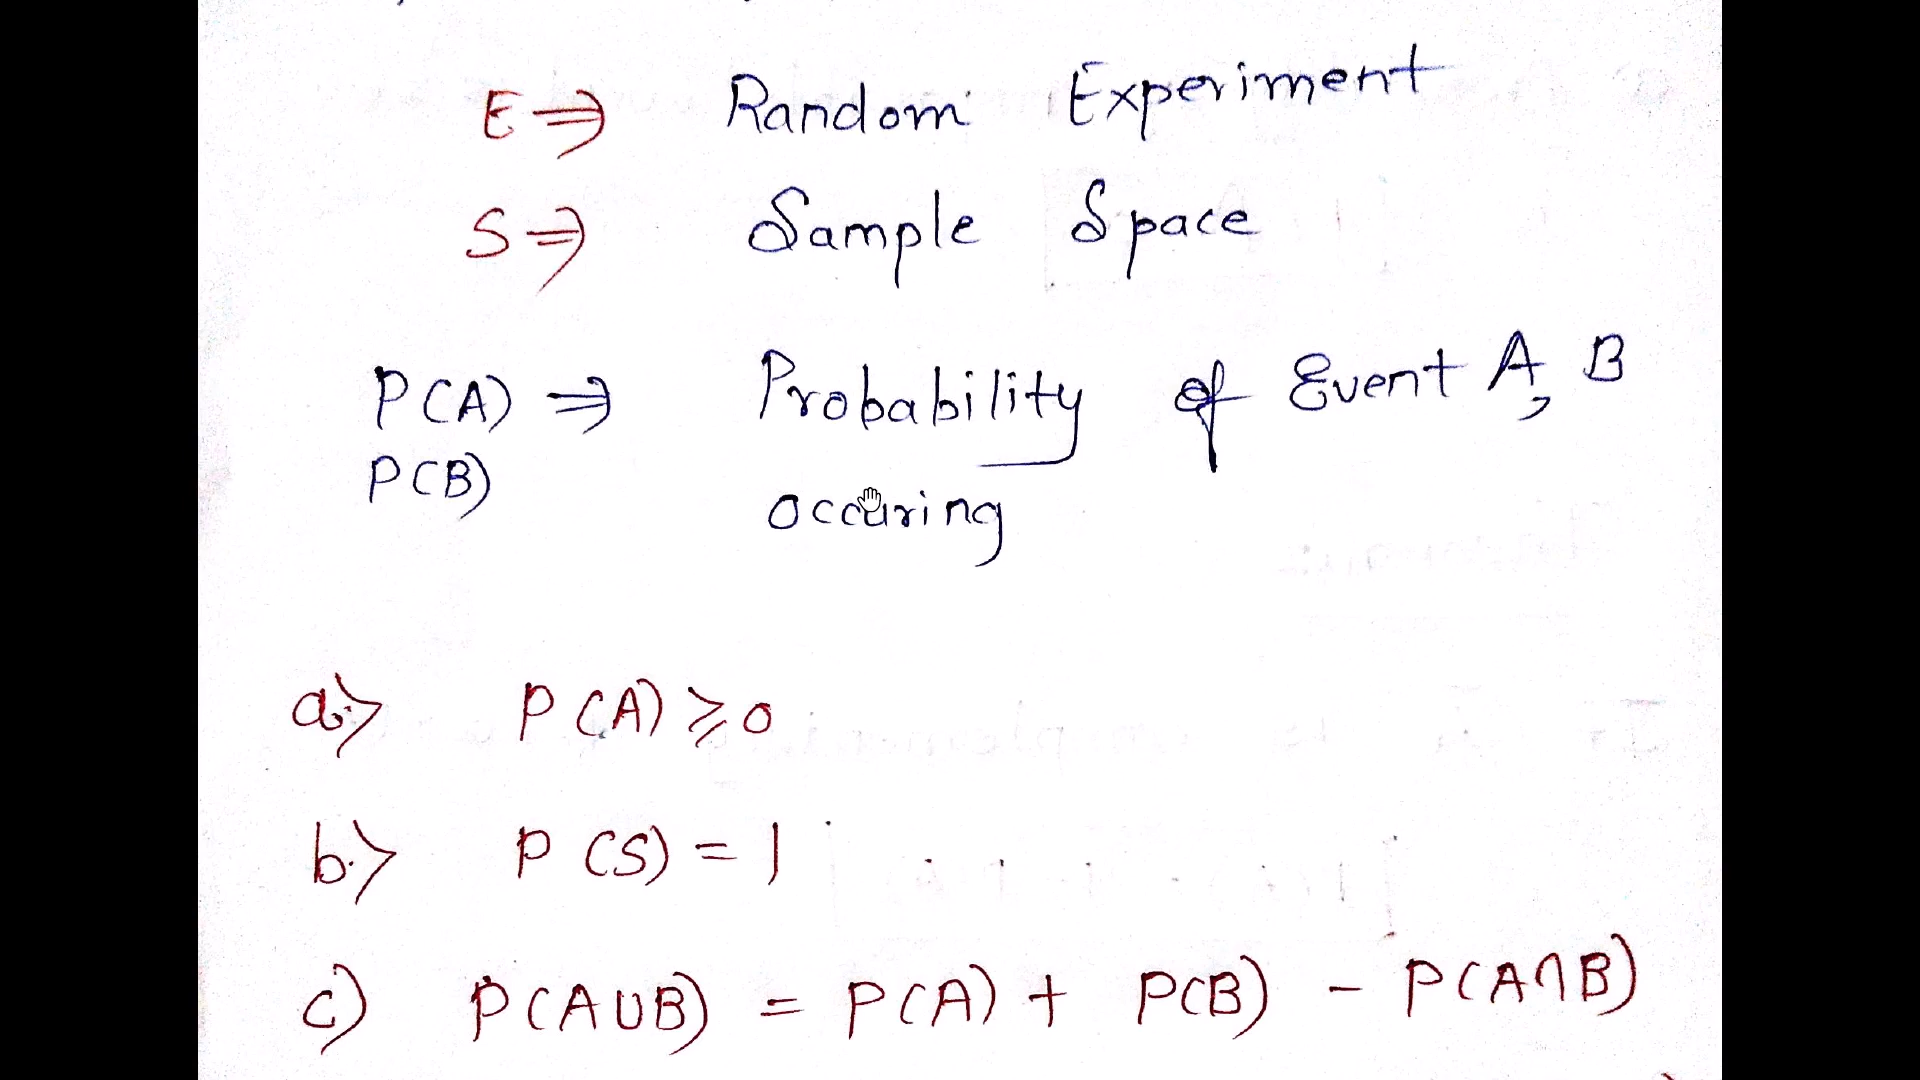 E ⇒ Random Experiment
S ⇒ Sample Space
P(A) ⇒ Probability of Event A, B
P(B)
occuring
a.> P(A) ≥ 0
b.> P(S) = 1
c) P(A∪B) = P(A) + P(B) - P(A∩B)